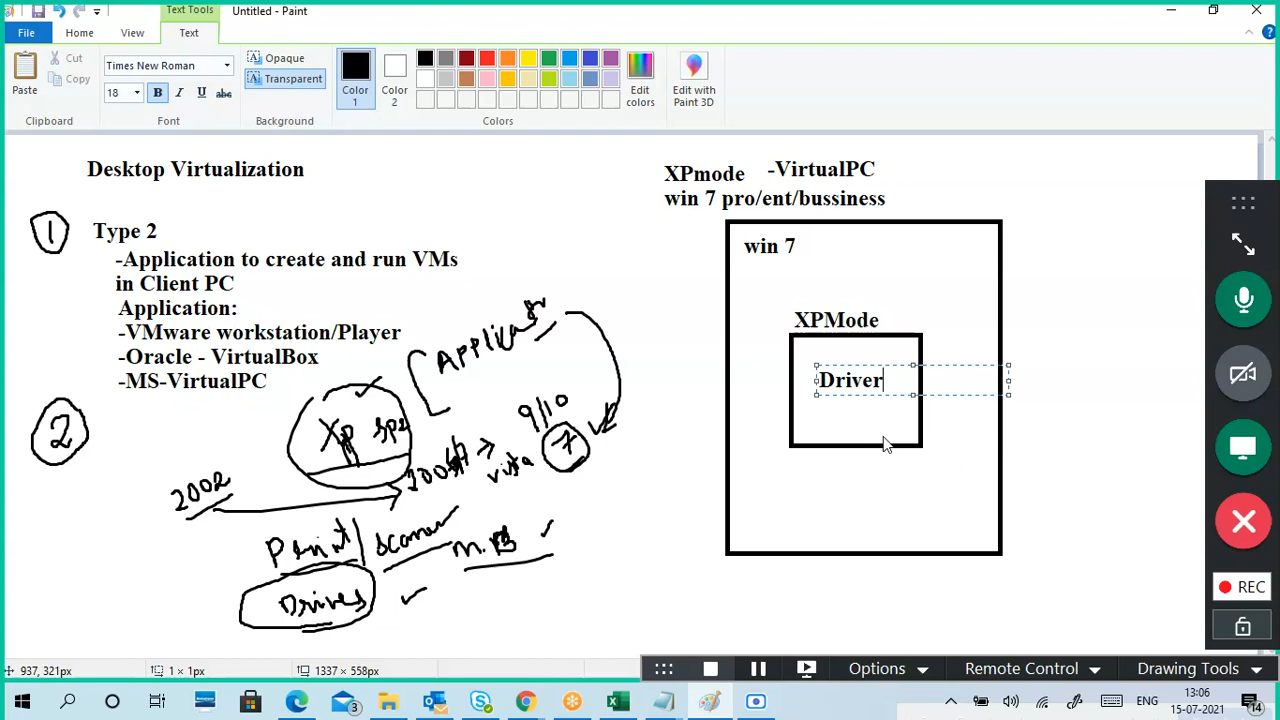 Text Tools
Untitled - Paint
File
Home
View
Text
Paste
Cut
Copy
Clipboard
Times New Roman
18
B
I
U
abc
Font
Opaque
Transparent
Background
Color 1
Color 2
Edit colors
Colors
Edit with Paint 3D
Desktop Virtualization
1
Type 2
-Application to create and run VMs
in Client PC
Application:
-VMware workstation/Player
-Oracle - VirtualBox
-MS-VirtualPC
2
Xp
vista
7
2002
Print
Scanner
M.B
XPmode -VirtualPC
win 7 pro/ent/bussiness
win 7
XPMode
Driver
REC
937, 321px
1 × 1px
1337 × 558px
Options
Remote Control
Drawing Tools
3
ENG
13:06
15-07-2021
14